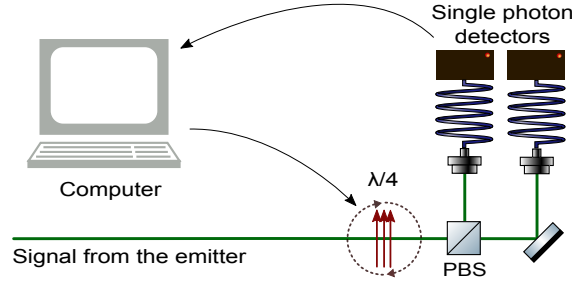 Single photon
detectors
Computer
λ/4
Signal from the emitter
PBS